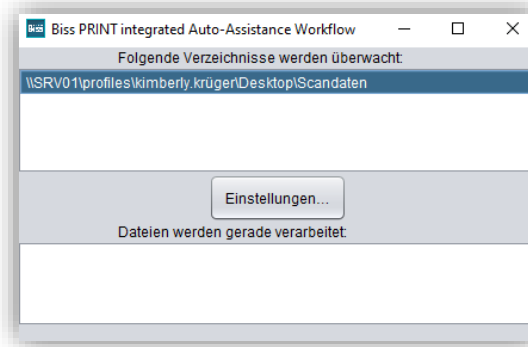 Biss PRINT integrated Auto-Assistance Workflow
Folgende Verzeichnisse werden überwacht:
\\SRV01\profiles\kimberly.krüger\Desktop\Scandaten
Einstellungen...
Dateien werden gerade verarbeitet: